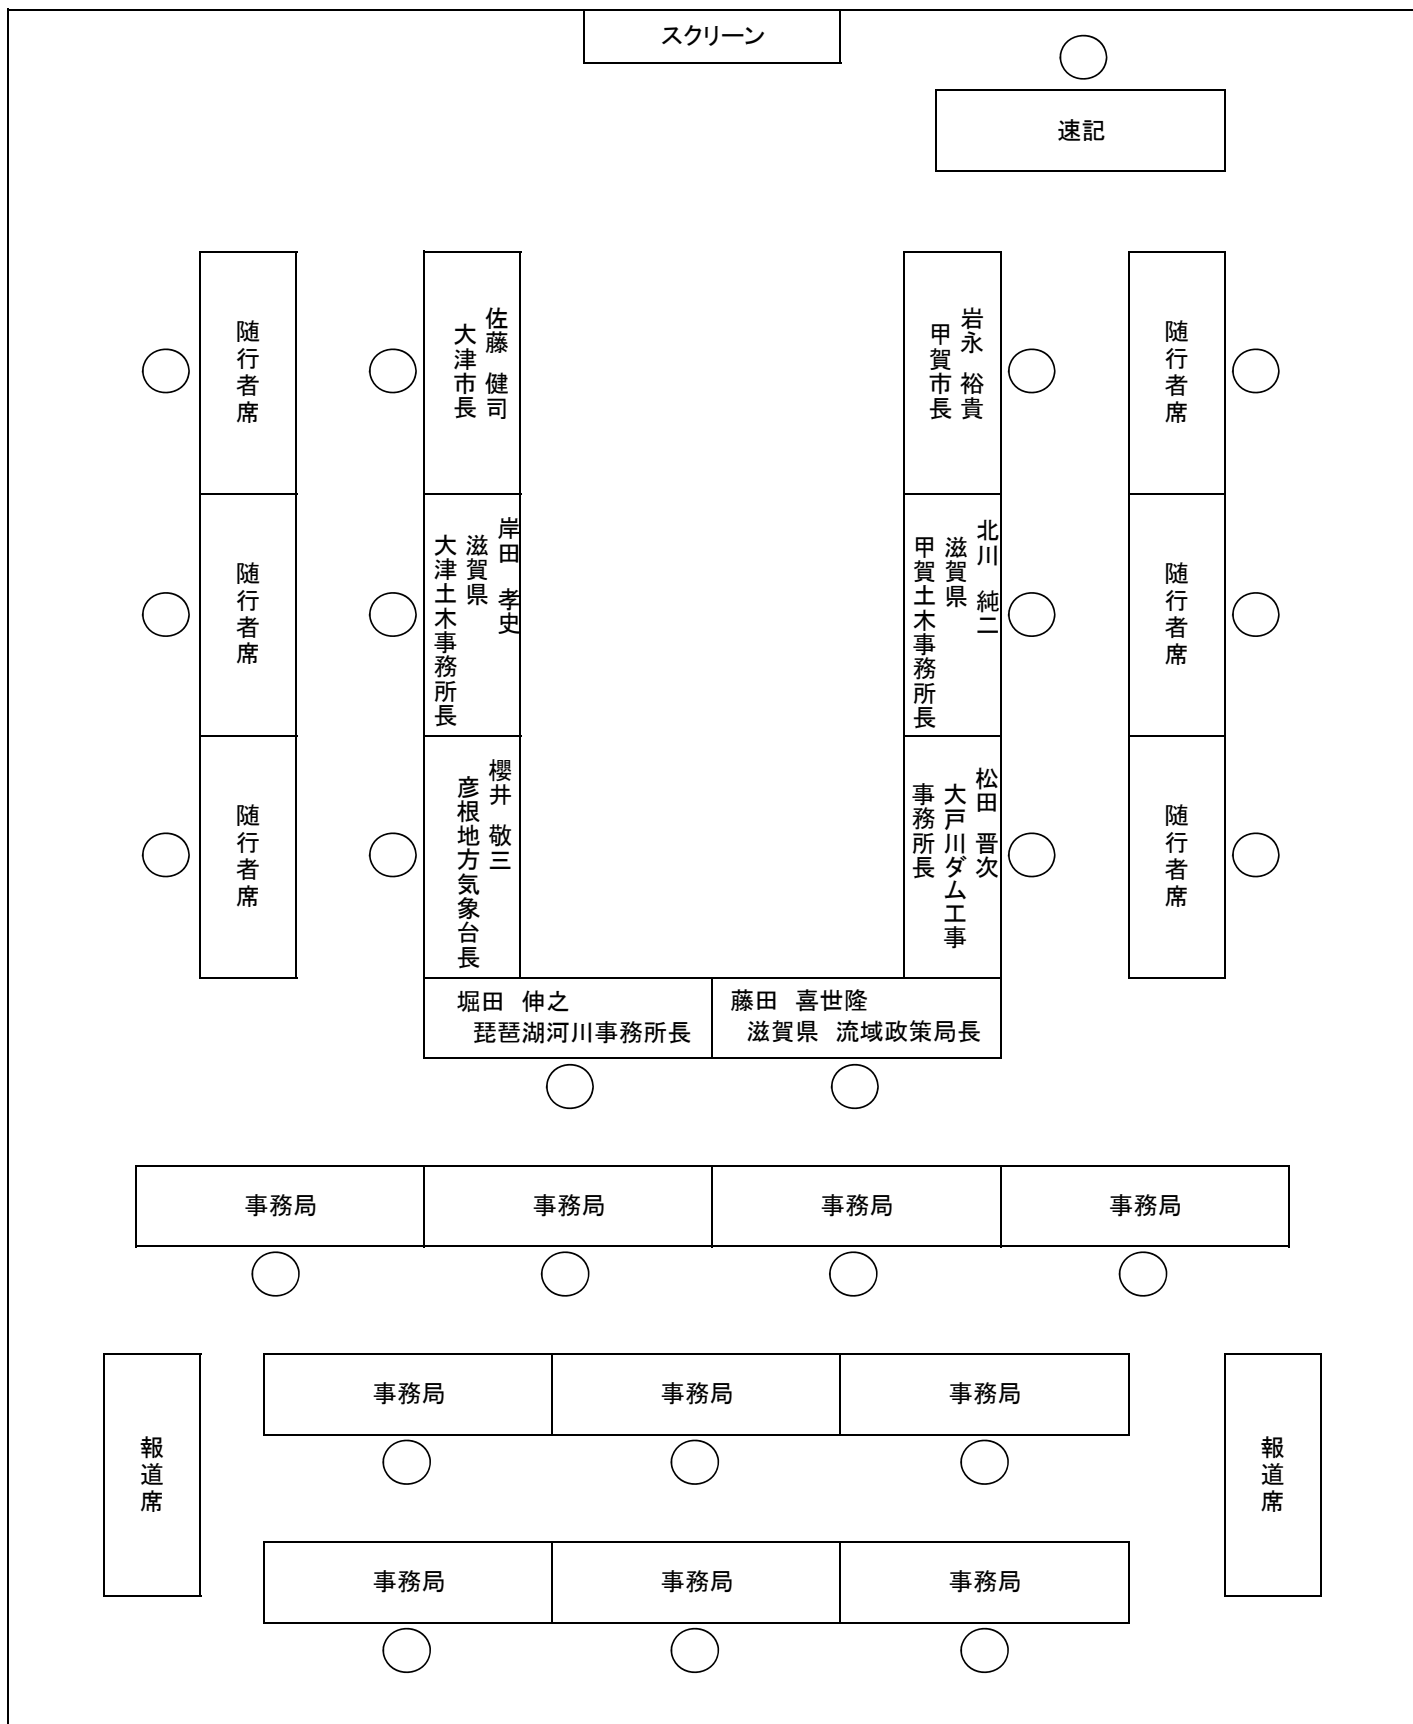 スクリーン
速記
随行者席
佐藤 健司
大津市長
岩永 裕貴
甲賀市長
随行者席
随行者席
岸田 孝史
滋賀県
大津土木事務所長
北川 純二
滋賀県
甲賀土木事務所長
随行者席
随行者席
櫻井 敬三
彦根地方気象台長
松田 晋次
大戸川ダム工事
事務所長
随行者席
堀田 伸之
琵琶湖河川事務所長
藤田 喜世隆
滋賀県 流域政策局長
事務局
事務局
事務局
事務局
報道席
事務局
事務局
事務局
報道席
事務局
事務局
事務局